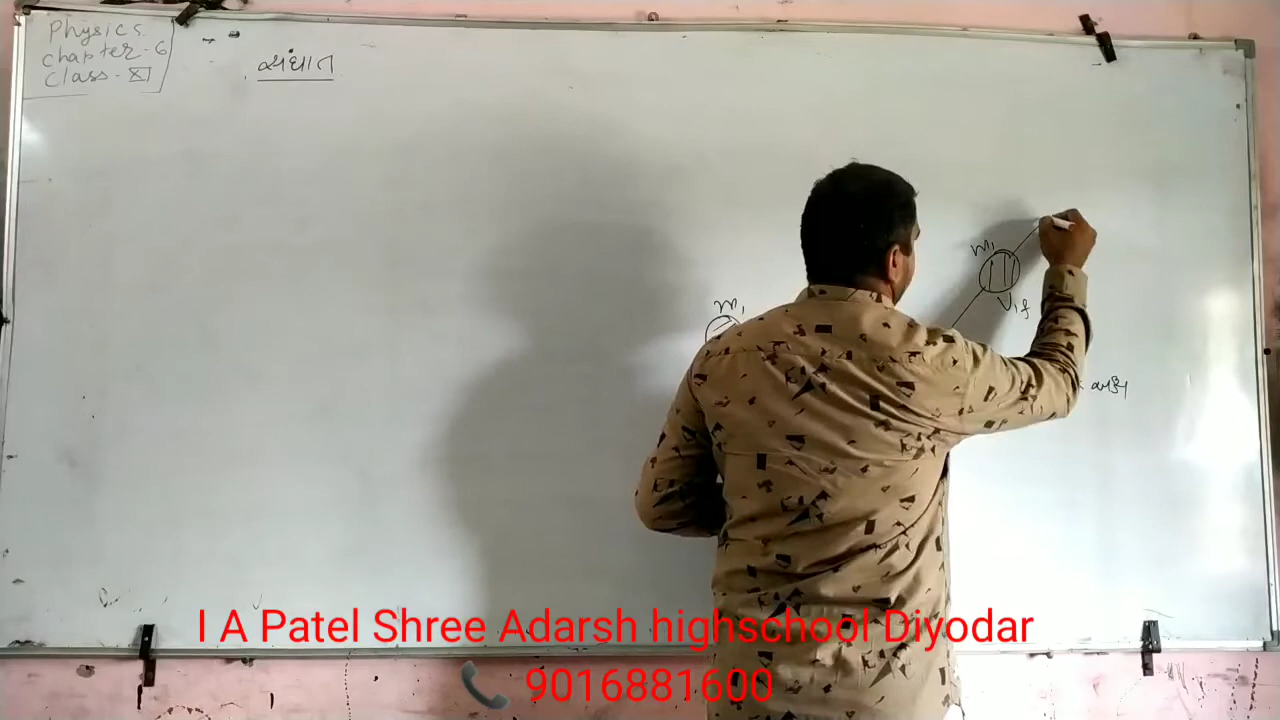 Physics
chapter-6
Class-XI
સંઘાત
m₁
m₁
V₁f
I A Patel Shree Adarsh highschool Diyodar
9016881600